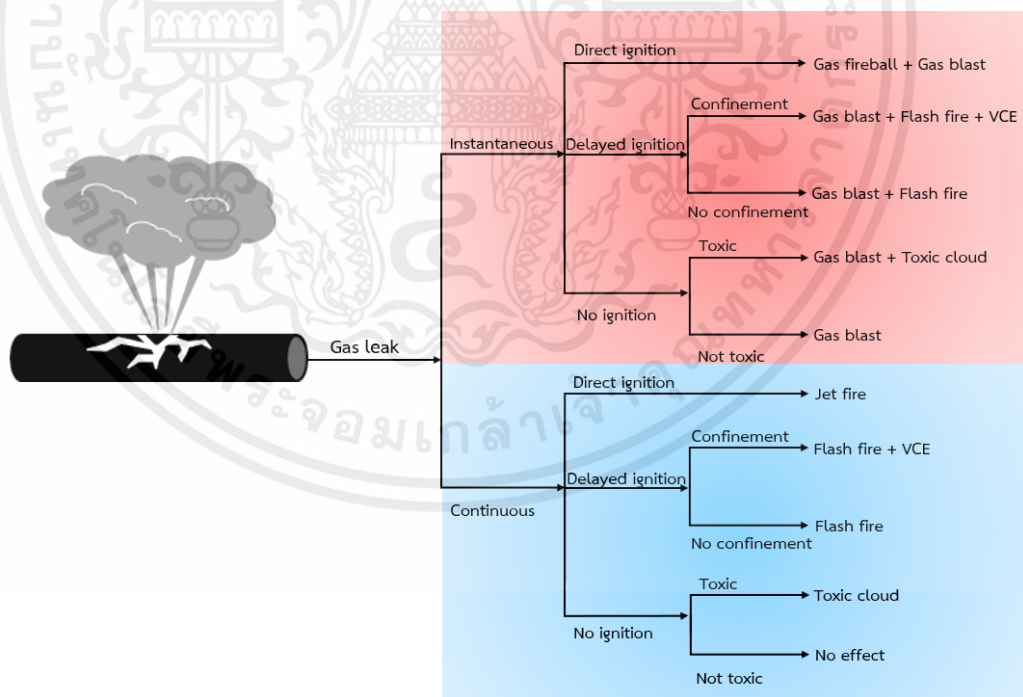 Direct ignition
Gas fireball + Gas blast
Confinement
Gas blast + Flash fire + VCE
Instantaneous
Delayed ignition
Gas blast + Flash fire
No confinement
Toxic
Gas blast + Toxic cloud
No ignition
Gas blast
Not toxic
Gas leak
Direct ignition
Jet fire
Confinement
Flash fire + VCE
Delayed ignition
Continuous
Flash fire
No confinement
Toxic
Toxic cloud
No ignition
No effect
Not toxic